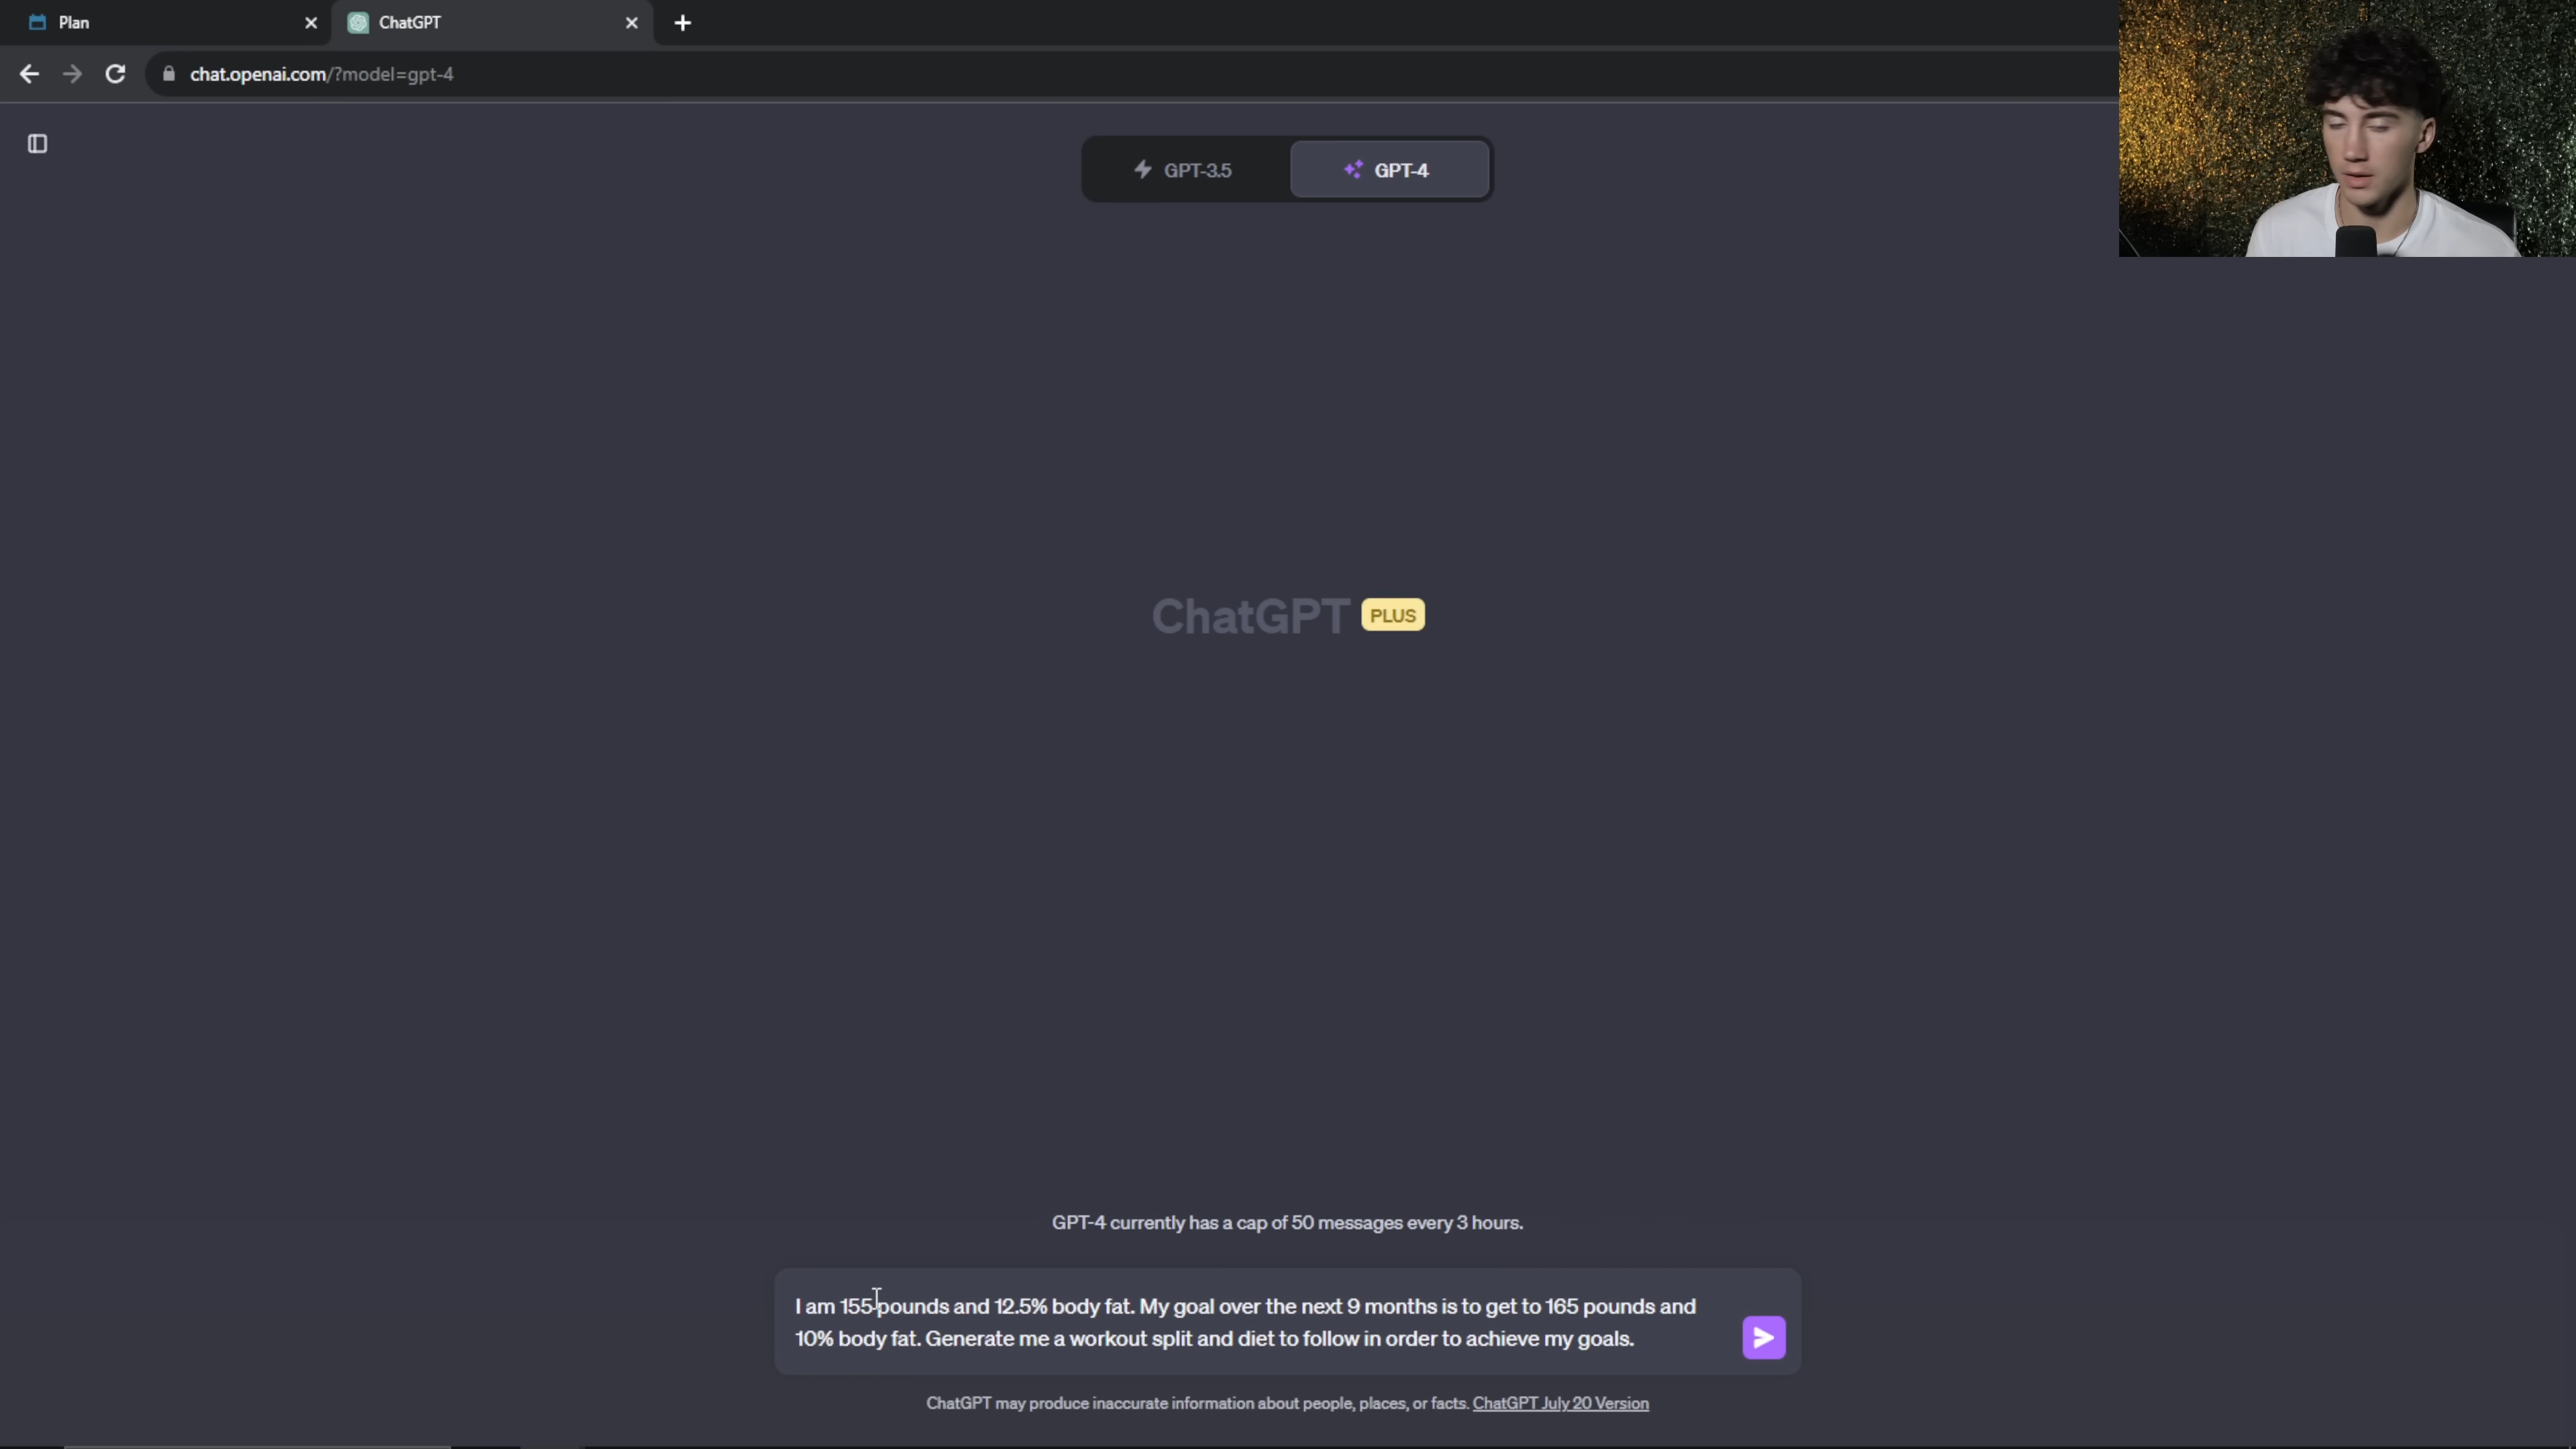 Plan
ChatGPT
chat.openai.com/?model=gpt-4
GPT-3.5
GPT-4
ChatGPT PLUS
GPT-4 currently has a cap of 50 messages every 3 hours.
I am 155 pounds and 12.5% body fat. My goal over the next 9 months is to get to 165 pounds and
10% body fat. Generate me a workout split and diet to follow in order to achieve my goals.
ChatGPT may produce inaccurate information about people, places, or facts. ChatGPT July 20 Version